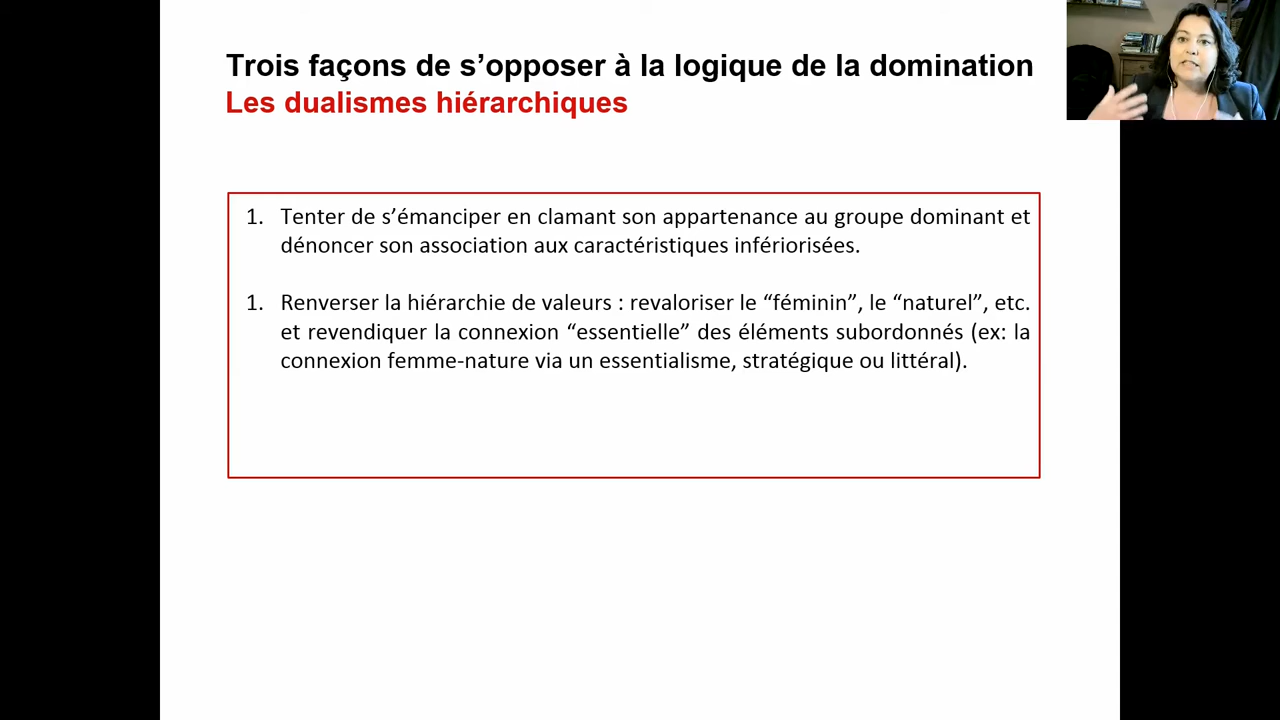 Trois façons de s’opposer à la logique de la domination
Les dualismes hiérarchiques
1. Tenter de s’émanciper en clamant son appartenance au groupe dominant et
dénoncer son association aux caractéristiques infériorisées.
1. Renverser la hiérarchie de valeurs : revaloriser le “féminin”, le “naturel”, etc.
et revendiquer la connexion “essentielle” des éléments subordonnés (ex: la
connexion femme-nature via un essentialisme, stratégique ou littéral).